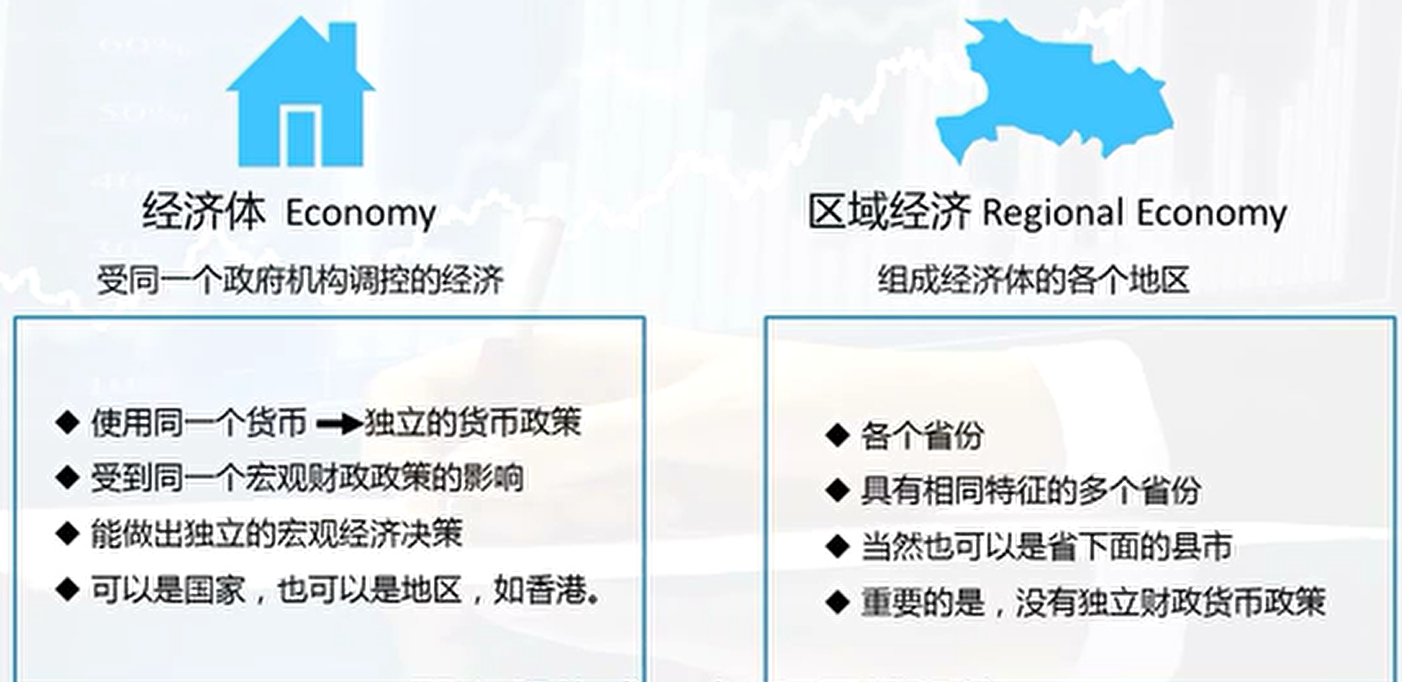 经济体 Economy
受同一个政府机构调控的经济
◆ 使用同一个货币 ➡独立的货币政策
◆ 受到同一个宏观财政政策的影响
◆ 能做出独立的宏观经济决策
◆ 可以是国家，也可以是地区，如香港。
区域经济 Regional Economy
组成经济体的各个地区
◆ 各个省份
◆ 具有相同特征的多个省份
◆ 当然也可以是省下面的县市
◆ 重要的是，没有独立财政货币政策
60%
50%